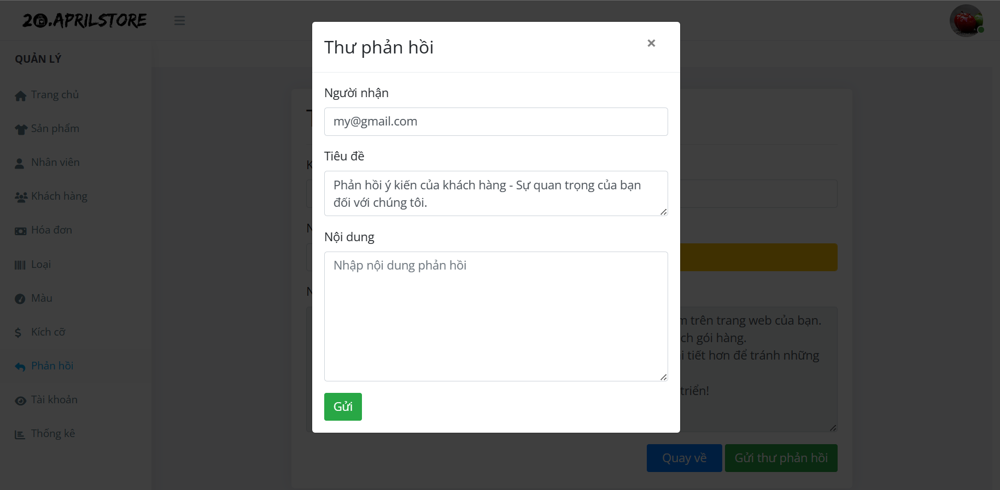 20.APRILSTORE
QUẢN LÝ
Trang chủ
Sản phẩm
Nhân viên
Khách hàng
Hóa đơn
Loại
Màu
Kích cỡ
Phản hồi
Tài khoản
Thống kê
Thư phản hồi
×
Người nhận
my@gmail.com
Tiêu đề
Phản hồi ý kiến của khách hàng - Sự quan trọng của bạn
đối với chúng tôi.
Nội dung
Nhập nội dung phản hồi
Gửi
trên trang web của bạn.
gói hàng.
tiết hơn để tránh những
triển!
Quay về
Gửi thư phản hồi